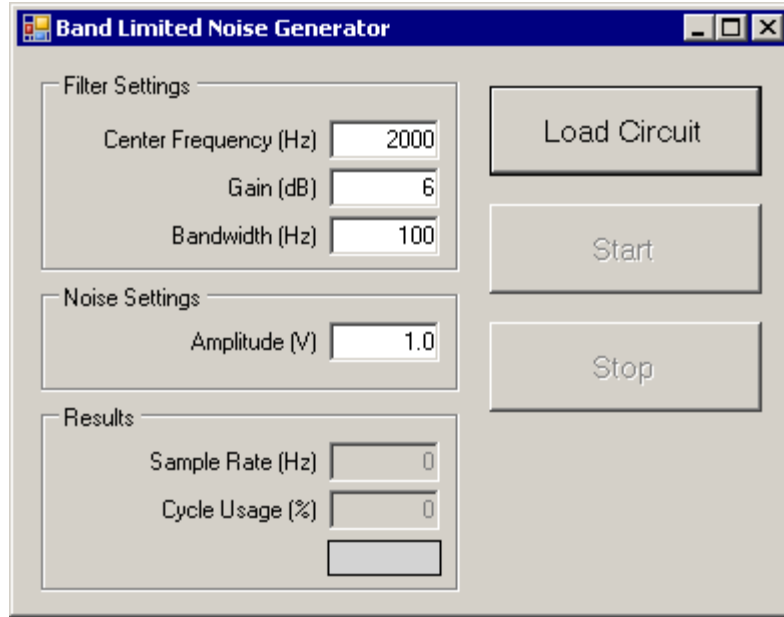 Band Limited Noise Generator
Filter Settings
Center Frequency (Hz) 2000
Gain (dB) 6
Bandwidth (Hz) 100
Noise Settings
Amplitude (V) 1.0
Results
Sample Rate (Hz) 0
Cycle Usage (%) 0
Load Circuit
Start
Stop